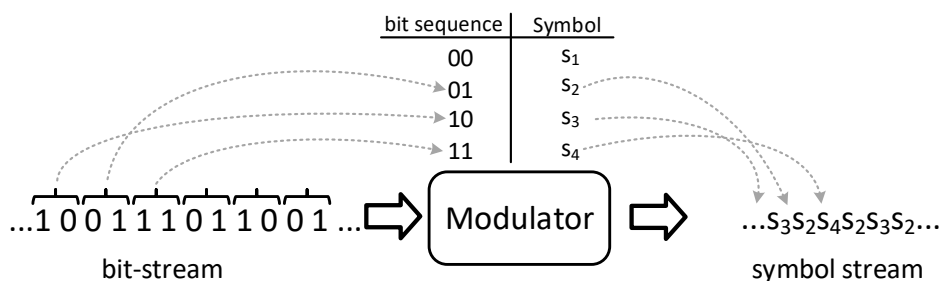 bit sequence Symbol
00 s1
01 s2
10 s3
11 s4
...1 0 0 1 1 1 0 1 1 0 0 1 ... Modulator ...s3s2s4s2s3s2...
bit-stream symbol stream